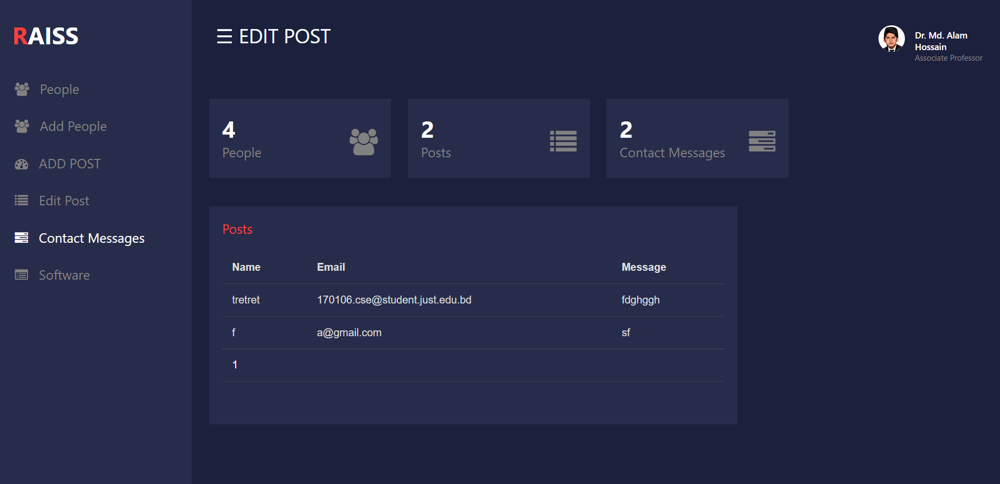 RAISS
People
Add People
ADD POST
Edit Post
Contact Messages
Software
☰ EDIT POST
Dr. Md. Alam
Hossain
Associate Professor
4
People
2
Posts
2
Contact Messages
Posts
Name Email Message
tretret 170106.cse@student.just.edu.bd fdghggh
f a@gmail.com sf
1